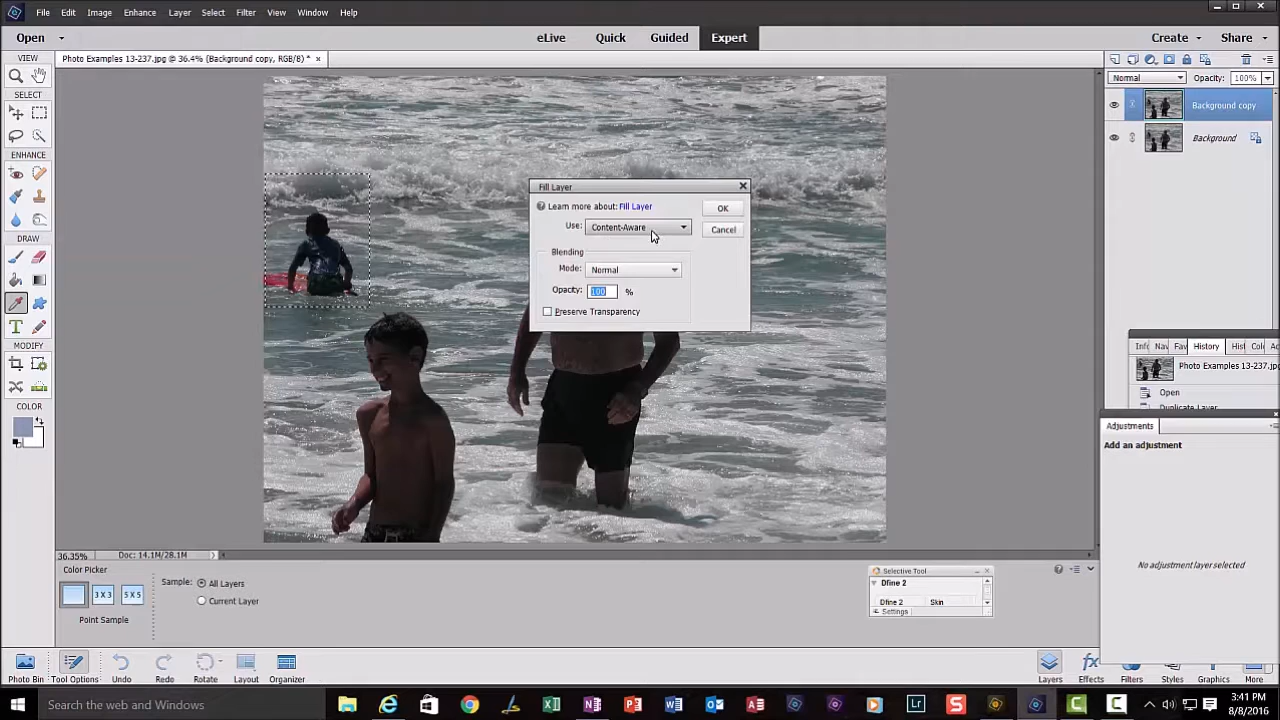 File Edit Image Enhance Layer Select Filter View Window Help
Open eLive Quick Guided Expert Create Share
VIEW
Photo Examples 13-237.jpg @ 36.4% (Background copy, RGB/8) *
Normal Opacity: 100%
SELECT
Background copy
Background
ENHANCE
DRAW
MODIFY
COLOR
Fill Layer
Learn more about: Fill Layer
OK
Use: Content-Aware
Cancel
Blending
Mode: Normal
Opacity: 100 %
Preserve Transparency
Nav History
Photo Examples 13-237.jp
Open
Duplicate Layer
Adjustments
Add an adjustment
No adjustment layer selected
36.35% Doc: 14.1M/28.1M
Color Picker
Sample: All Layers
Current Layer
3 X 3 5 X 5
Point Sample
Selective Tool
Dfine 2
Dfine 2 Skin
Settings
Photo Bin Tool Options Undo Redo Rotate Layout Organizer
Layers Effects Filters Styles Graphics More
Search the web and Windows
3:41 PM
8/8/2016